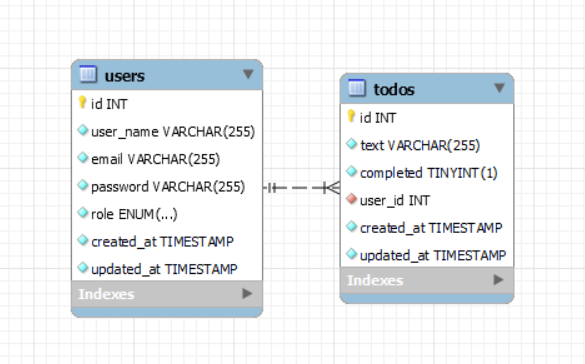 users
id INT
user_name VARCHAR(255)
email VARCHAR(255)
password VARCHAR(255)
role ENUM(...)
created_at TIMESTAMP
updated_at TIMESTAMP
Indexes
todos
id INT
text VARCHAR(255)
completed TINYINT(1)
user_id INT
created_at TIMESTAMP
updated_at TIMESTAMP
Indexes